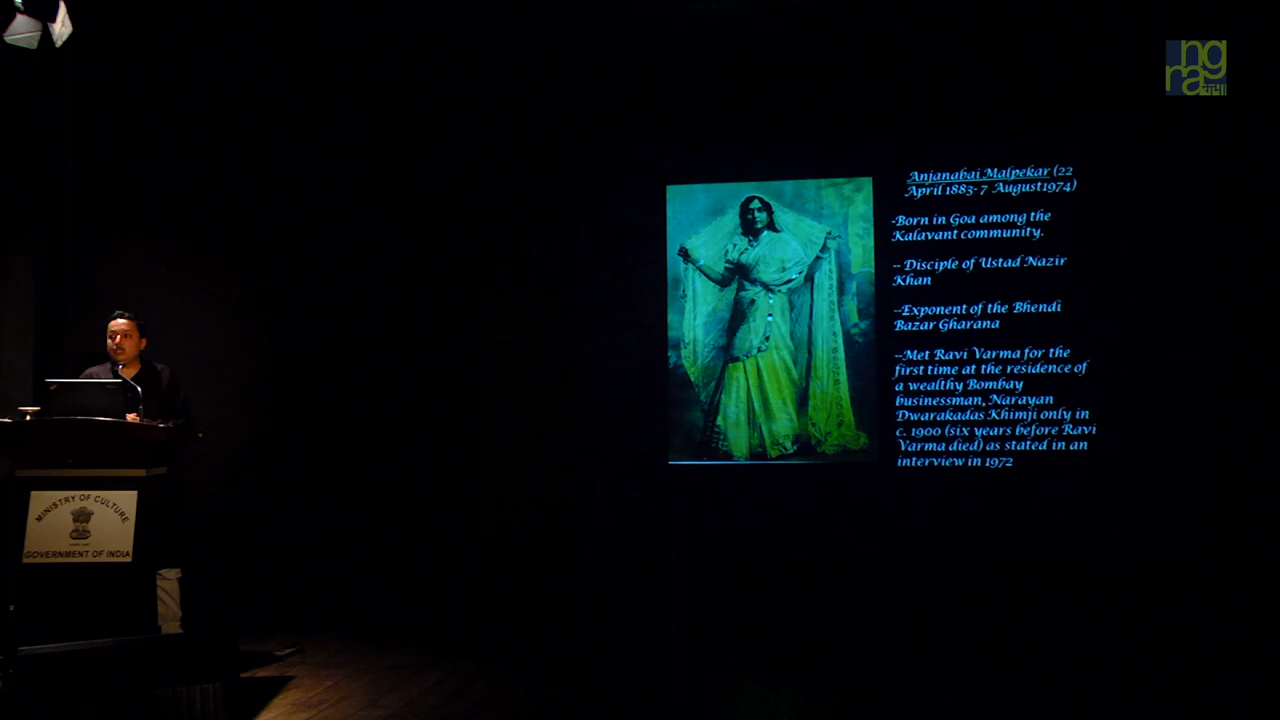 ng
ra
Anjanabai Malpekar (22
April 1883- 7 August1974)
-Born in Goa among the
Kalavant community.
-- Disciple of Ustad Nazir
Khan
--Exponent of the Bhendi
Bazar Gharana
--Met Ravi Varma for the
first time at the residence of
a wealthy Bombay
businessman, Narayan
Dwarakadas Khimji only in
c. 1900 (six years before Ravi
Varma died) as stated in an
interview in 1972
MINISTRY OF CULTURE
GOVERNMENT OF INDIA